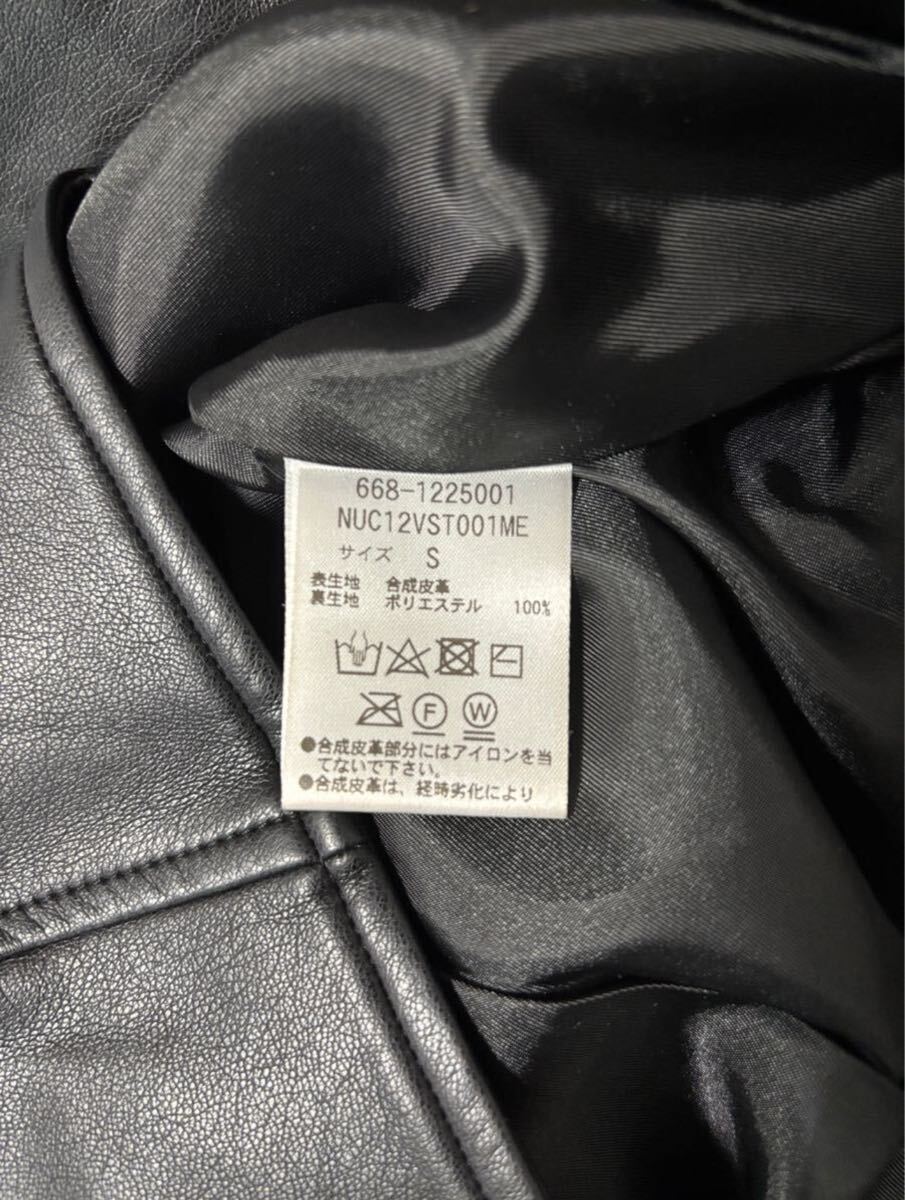 668-1225001
NUC12VST001ME
サイズ S
表生地 合成皮革
裏生地 ポリエステル 100%
F W
●合成皮革部分にはアイロンを当
てないで下さい。
●合成皮革は、経時劣化により